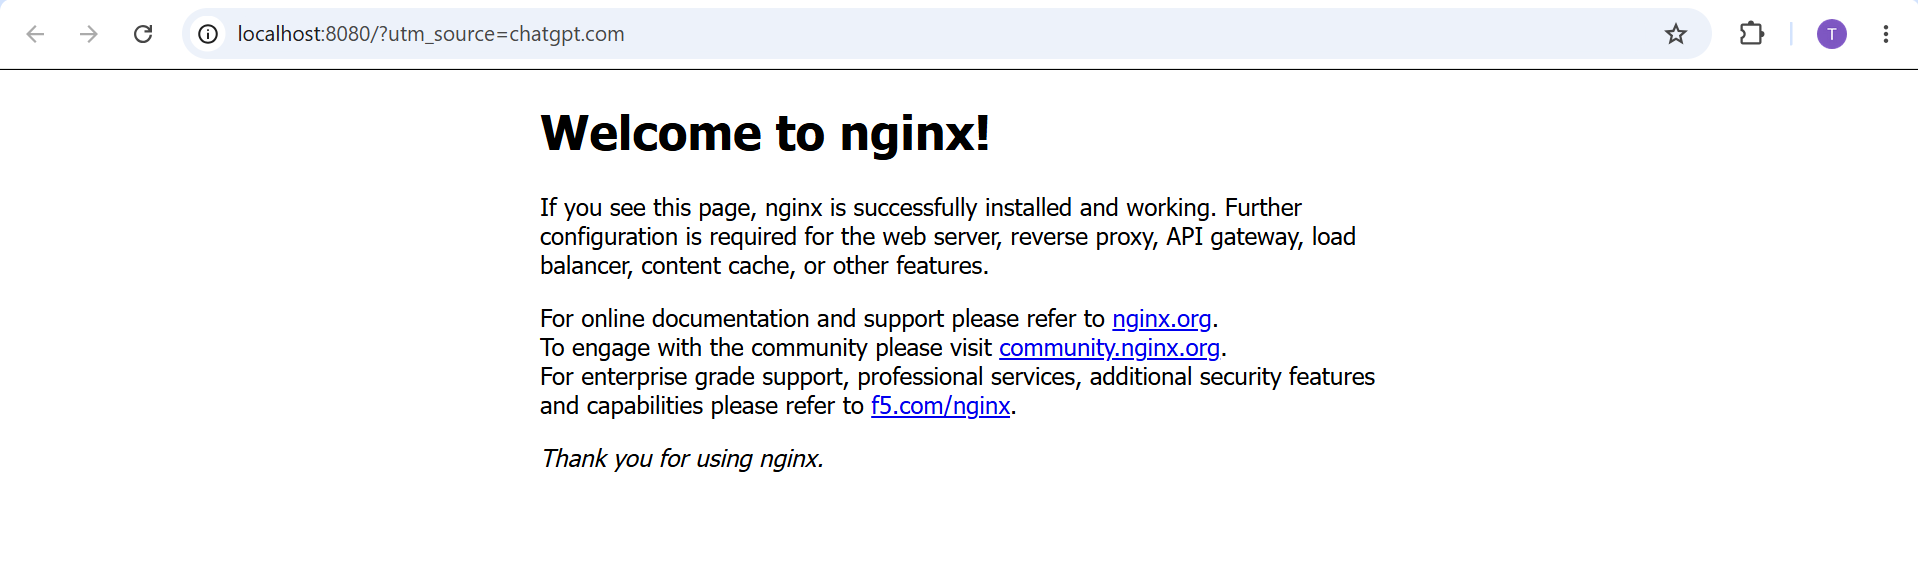 localhost:8080/?utm_source=chatgpt.com
T
Welcome to nginx!
If you see this page, nginx is successfully installed and working. Further
configuration is required for the web server, reverse proxy, API gateway, load
balancer, content cache, or other features.
For online documentation and support please refer to nginx.org.
To engage with the community please visit community.nginx.org.
For enterprise grade support, professional services, additional security features
and capabilities please refer to f5.com/nginx.
Thank you for using nginx.